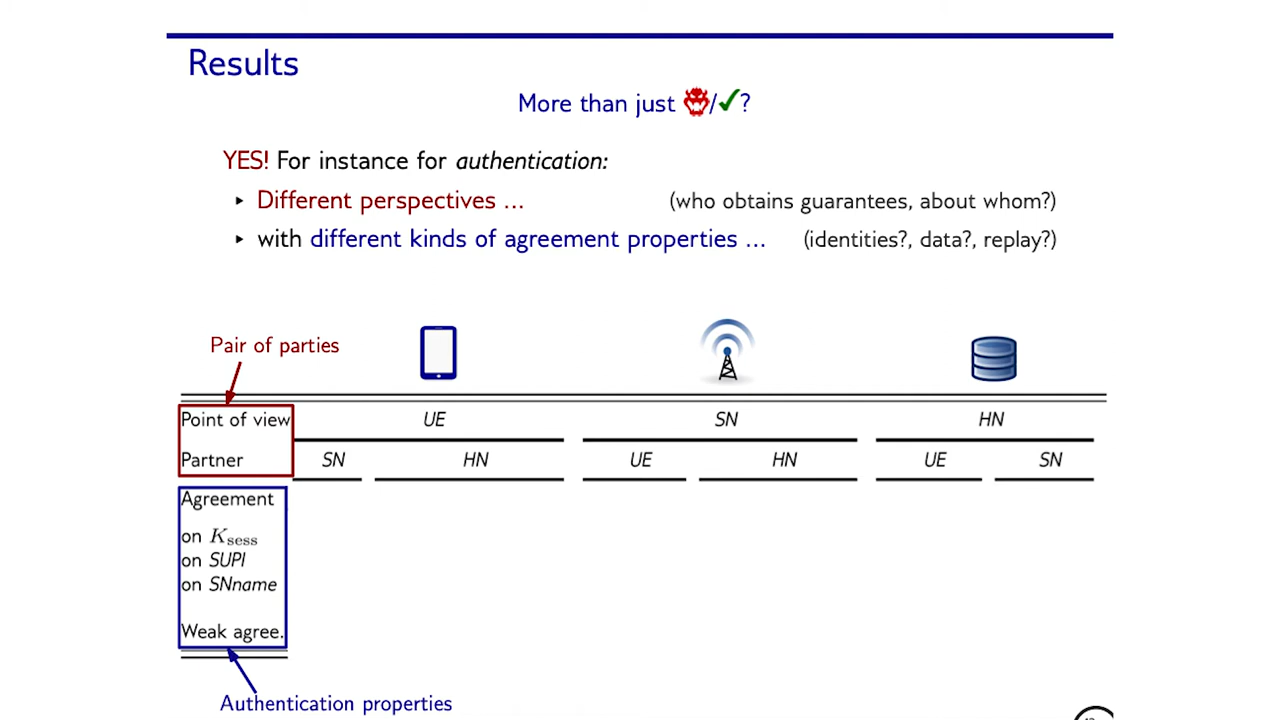 Results
More than just /✓?
YES! For instance for authentication:
▸ Different perspectives ... (who obtains guarantees, about whom?)
▸ with different kinds of agreement properties ... (identities?, data?, replay?)
Pair of parties
Point of view UE SN HN
Partner SN HN UE HN UE SN
Agreement
on K_sess
on SUPI
on SNname
Weak agree.
Authentication properties